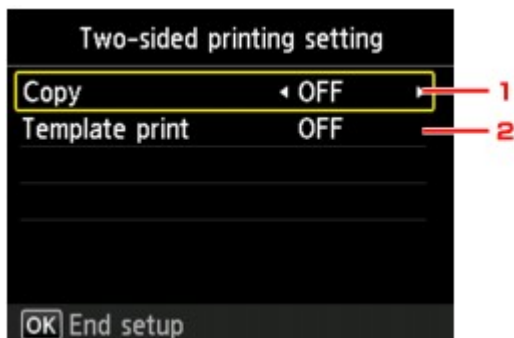 Two-sided printing setting
Copy OFF 1
Template print OFF 2
OK End setup